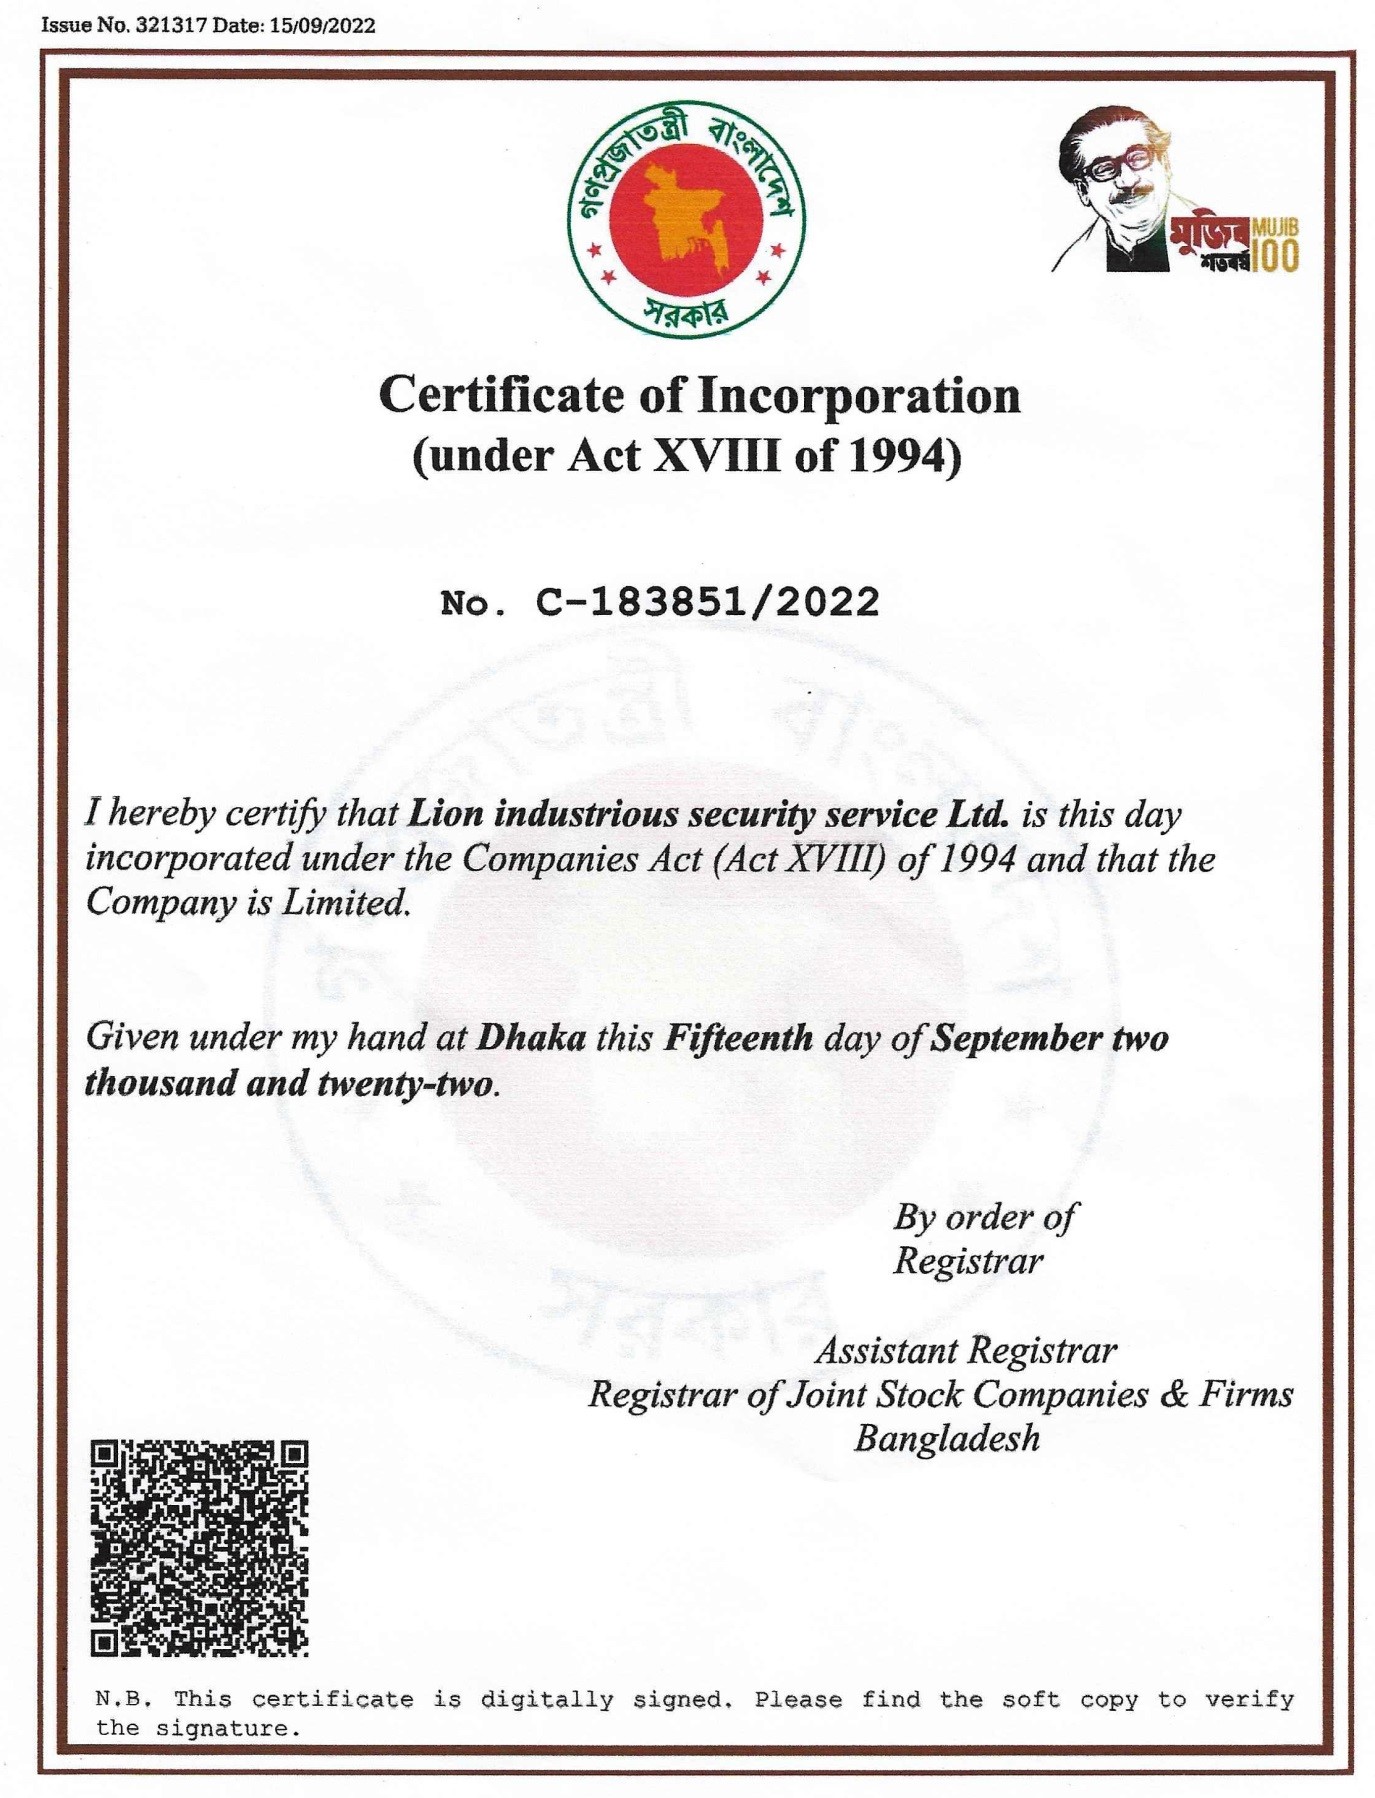 Issue No. 321317 Date: 15/09/2022
গণপ্রজাতন্ত্রী বাংলাদেশ
সরকার
মুজিব MUJIB
শতবর্ষ 100
Certificate of Incorporation
(under Act XVIII of 1994)
No. C-183851/2022
I hereby certify that Lion industrious security service Ltd. is this day
incorporated under the Companies Act (Act XVIII) of 1994 and that the
Company is Limited.
Given under my hand at Dhaka this Fifteenth day of September two
thousand and twenty-two.
By order of
Registrar
Assistant Registrar
Registrar of Joint Stock Companies & Firms
Bangladesh
N.B. This certificate is digitally signed. Please find the soft copy to verify
the signature.